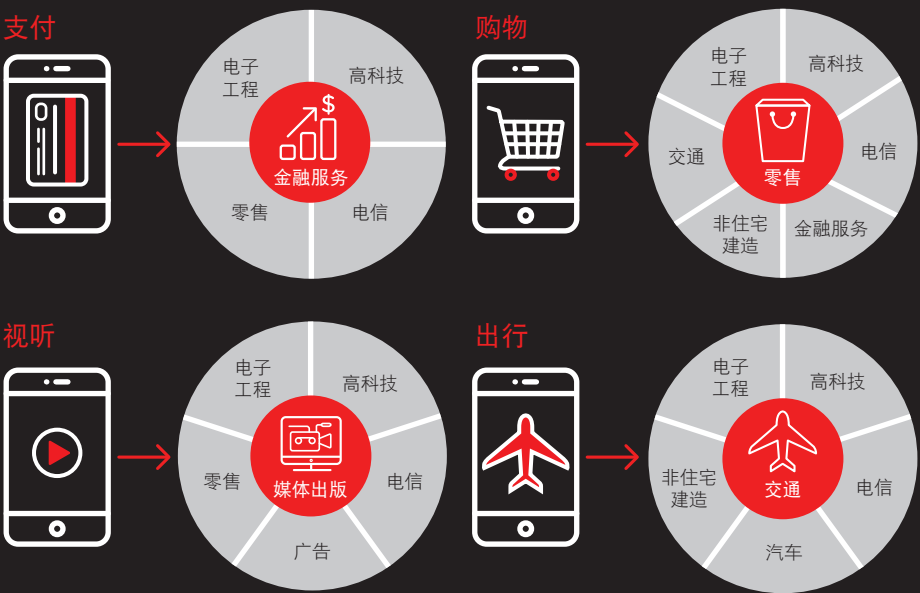 支付
电子
工程
高科技
$
金融服务
零售
电信
购物
电子
工程
高科技
交通
电信
零售
非住宅
建造
金融服务
视听
电子
工程
高科技
零售
电信
媒体出版
广告
出行
电子
工程
高科技
非住宅
建造
电信
交通
汽车